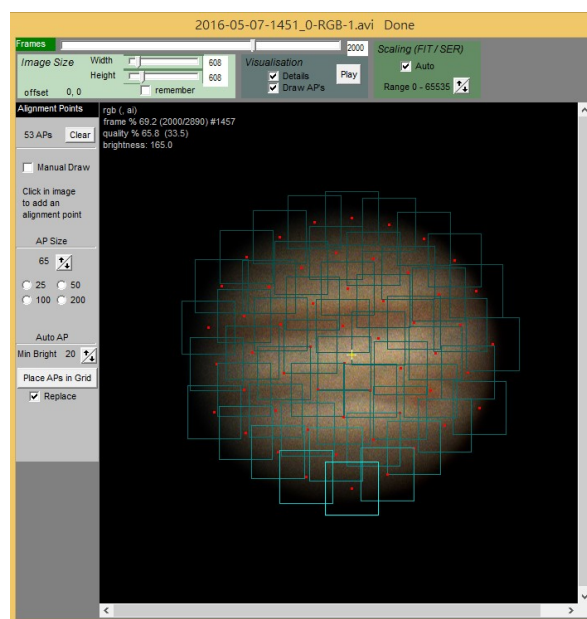 2016-05-07-1451_0-RGB-1.avi   Done
Frames
2000
Image Size
Width
608
Height
608
offset
0, 0
remember
Visualisation
Details
Draw AP's
Play
Scaling (FIT / SER)
Auto
Range 0 - 65535
Alignment Points
53 APs
Clear
Manual Draw
Click in image
to add an
alignment point
AP Size
65
25
50
100
200
Auto AP
Min Bright
20
Place APs in Grid
Replace
rgb (, ai)
frame % 69.2 (2000/2890) #1457
quality % 65.8 (33.5)
brightness: 165.0